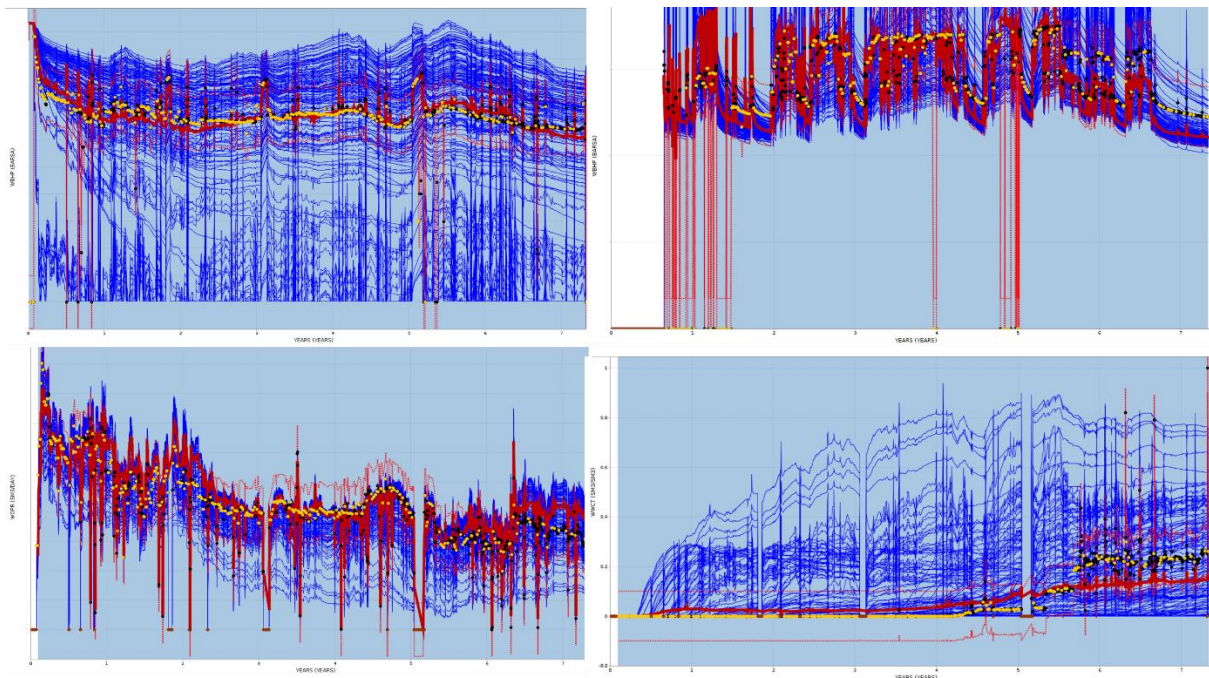 WBHP (BARSA)
1 2 3 4 5 6 7
YEARS (YEARS)
WBHP (BARSA)
1 2 3 4 5 6 7
YEARS (YEARS)
WOPR (SM3/DAY)
0 1 2 3 4 5 6 7
YEARS (YEARS)
WWCT (SM3/SM3)
1
0.8
0.6
0.4
0.2
0
-0.2
1 2 3 4 5 6 7
YEARS (YEARS)